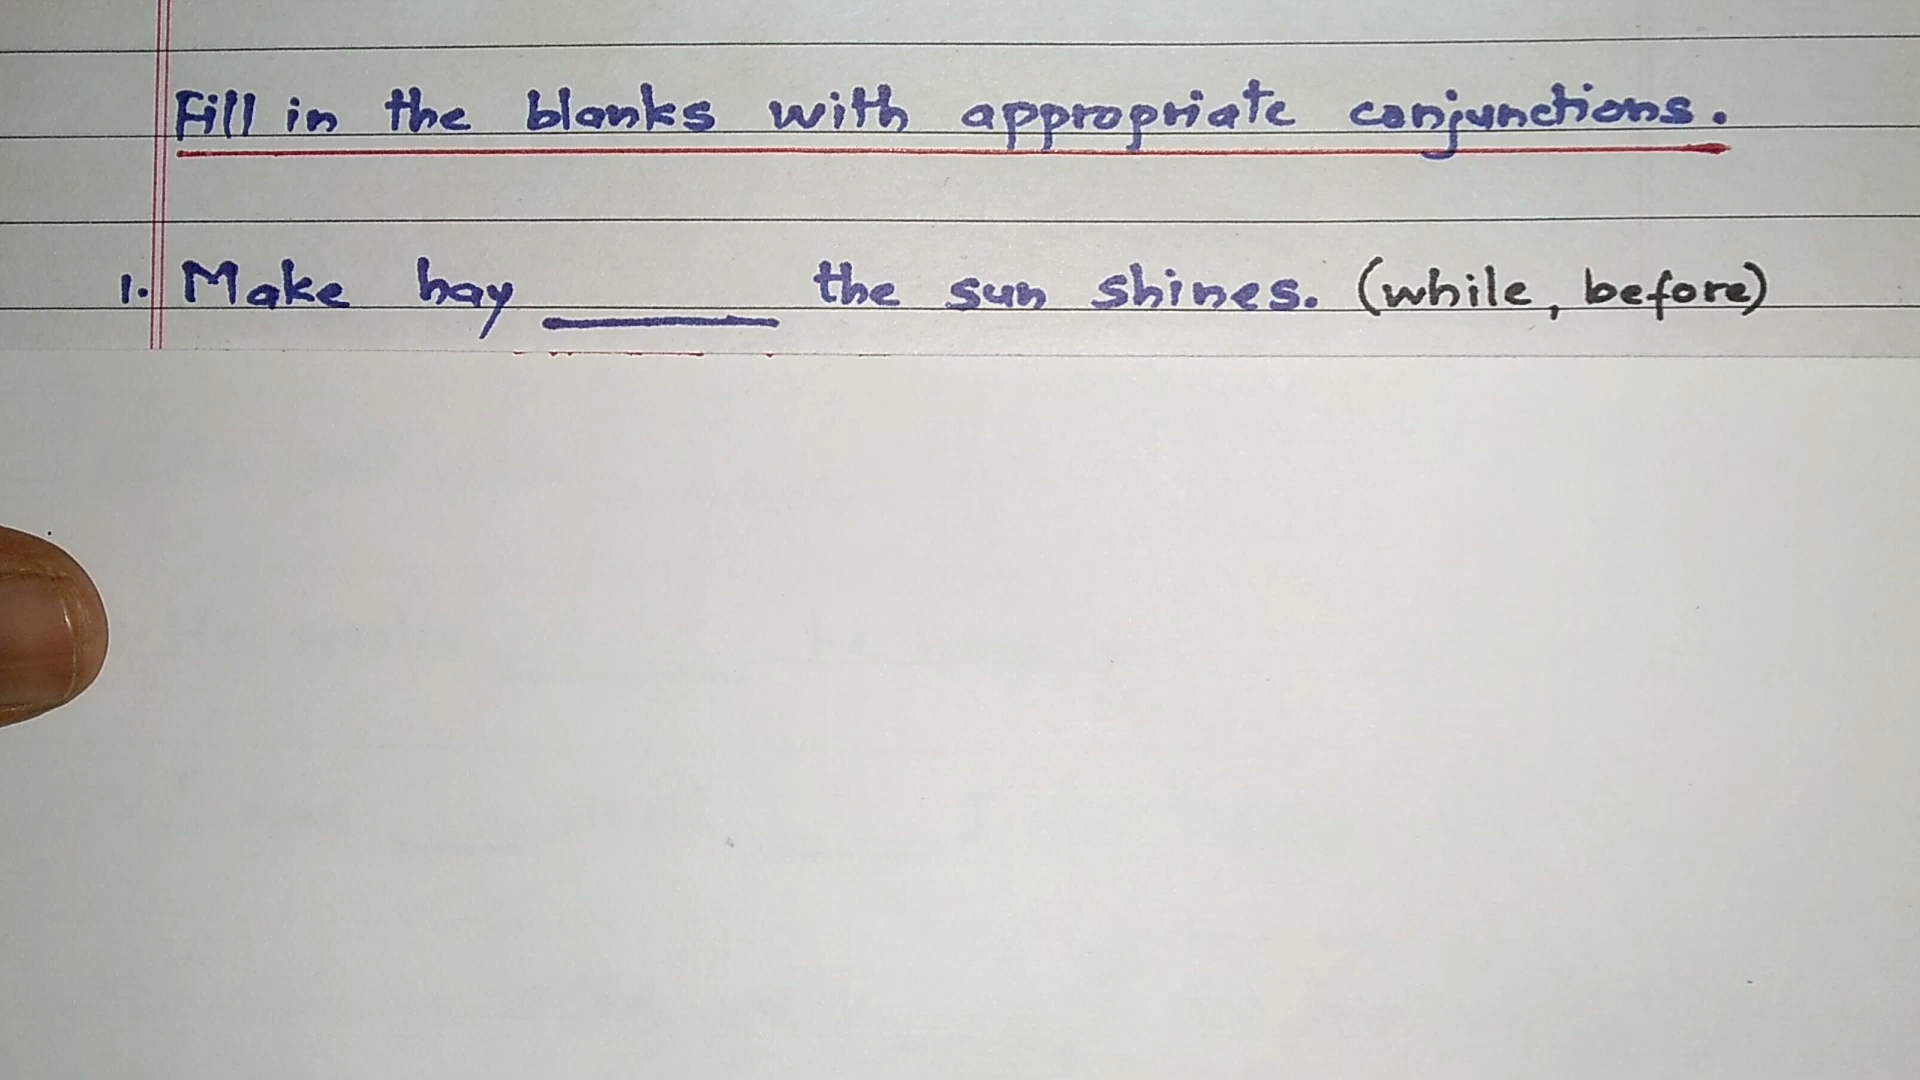 Fill in the blanks with appropriate conjunctions.
1. Make hay ______ the sun shines. (while, before)